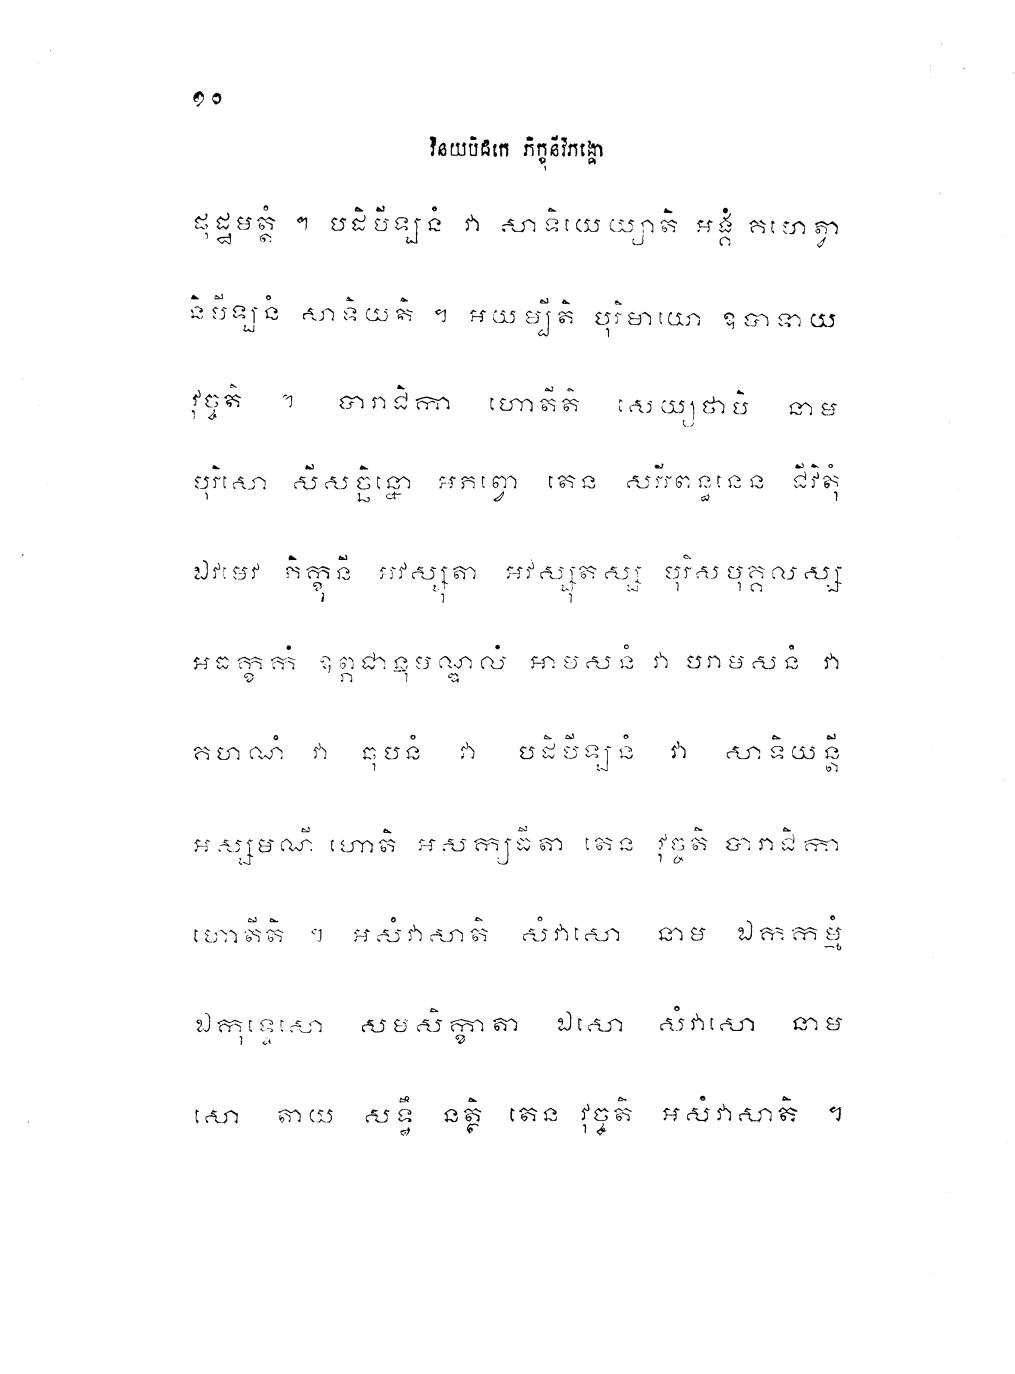 ១០
វិនយបិដកេ ភិក្ខុនីវិភង្គោ
ផុដ្ឋមត្តំ ។ បដិបីឡនំ វា សាទិយេយ្យាតិ អង្គំ គហេត្វា
និបីឡនំ សាទិយតិ ។ អយម្បីតិ បុរិមាយោ ឧបាទាយ
វុច្ចតិ ។ បារាជិកា ហោតីតិ សេយ្យថាបិ នាម
បុរិសោ សីសច្ឆិន្នោ អភព្វោ តេន សរីរពន្ធនេន ជីវិតុំ
ឯវមេវ ភិក្ខុនី អវស្សុតា អវស្សុតស្ស បុរិសបុគ្គលស្ស
អធក្ខកំ ឧព្ភជានុមណ្ឌលំ អាមសនំ វា បរាមសនំ វា
គហណំ វា ឆុបនំ វា បដិបីឡនំ វា សាទិយន្តី
អស្សមណី ហោតិ អសក្យធីតា តេន វុច្ចតិ បារាជិកា
ហោតីតិ ។ អសំវាសាតិ សំវាសោ នាម ឯកកម្មំ
ឯកុទ្ទេសោ សមសិក្ខាតា ឯសោ សំវាសោ នាម
សោ តាយ សទ្ធឹ នត្ថិ តេន វុច្ចតិ អសំវាសាតិ ។